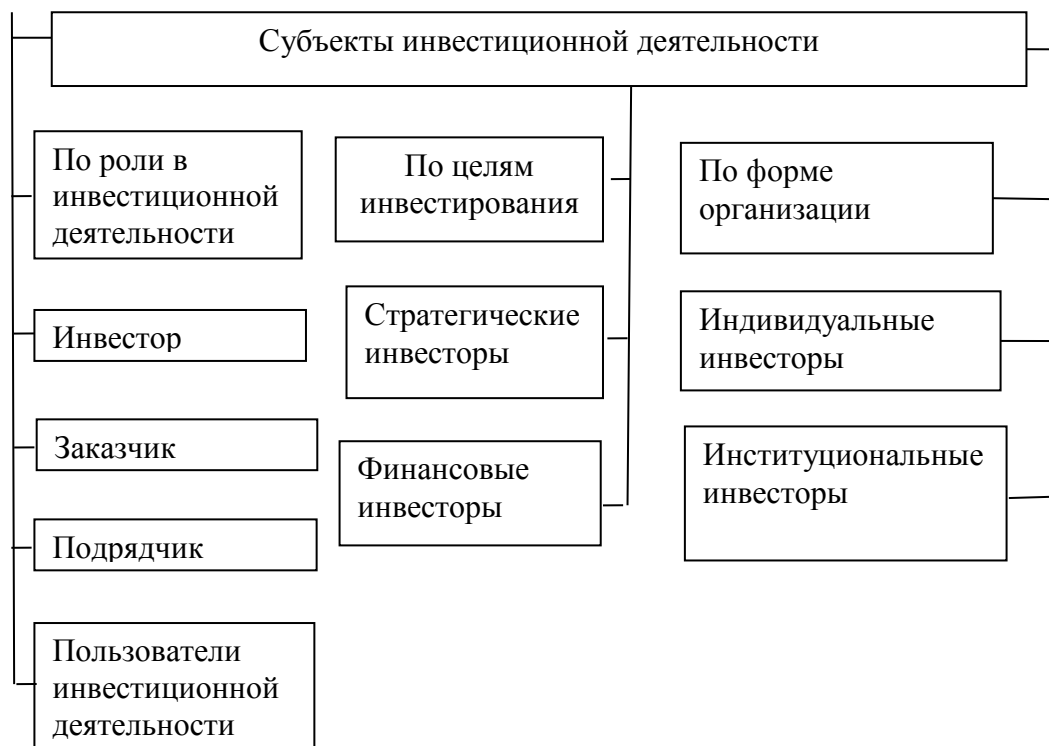 Субъекты инвестиционной деятельности
По роли в
инвестиционной
деятельности
Инвестор
Заказчик
Подрядчик
Пользователи
инвестиционной
деятельности
По целям
инвестирования
Стратегические
инвесторы
Финансовые
инвесторы
По форме
организации
Индивидуальные
инвесторы
Институциональные
инвесторы